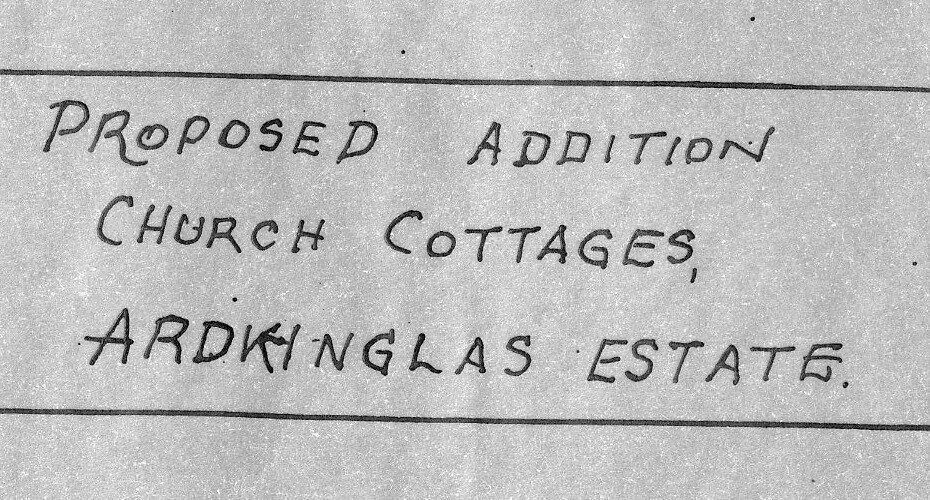 PROPOSED ADDITION
CHURCH COTTAGES,
ARDKINGLAS ESTATE.